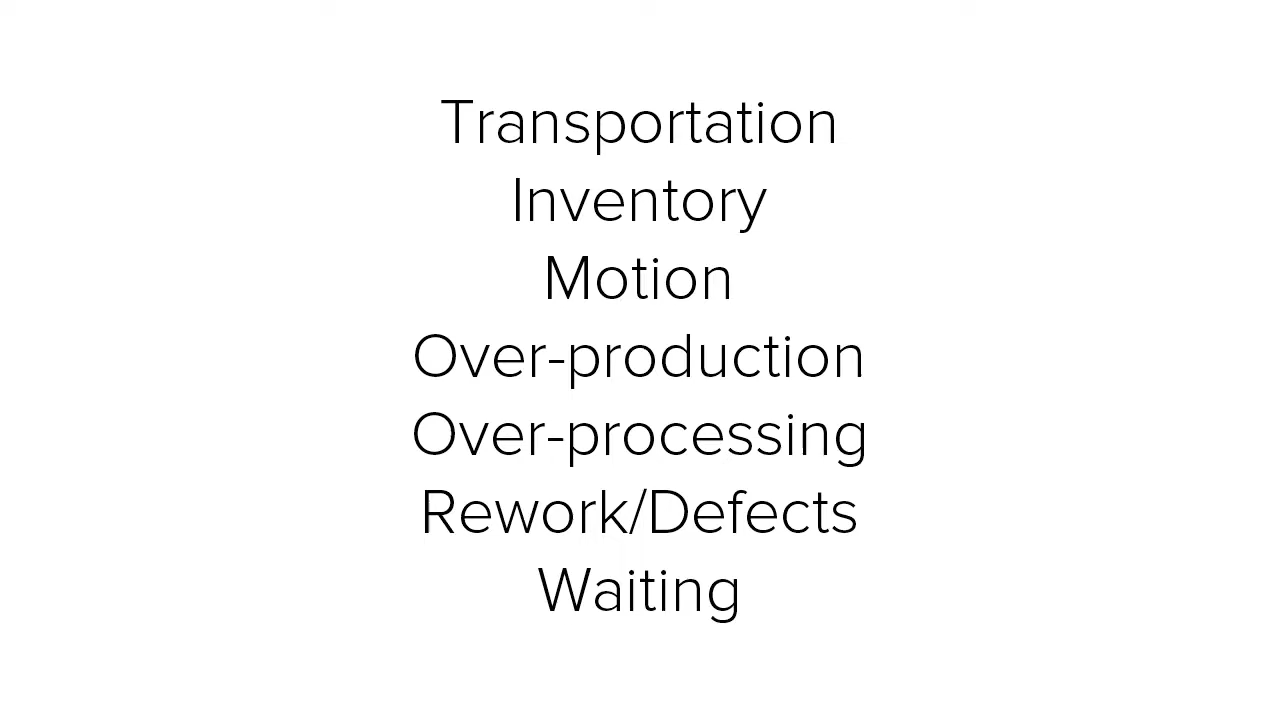 Transportation
Inventory
Motion
Over-production
Over-processing
Rework/Defects
Waiting